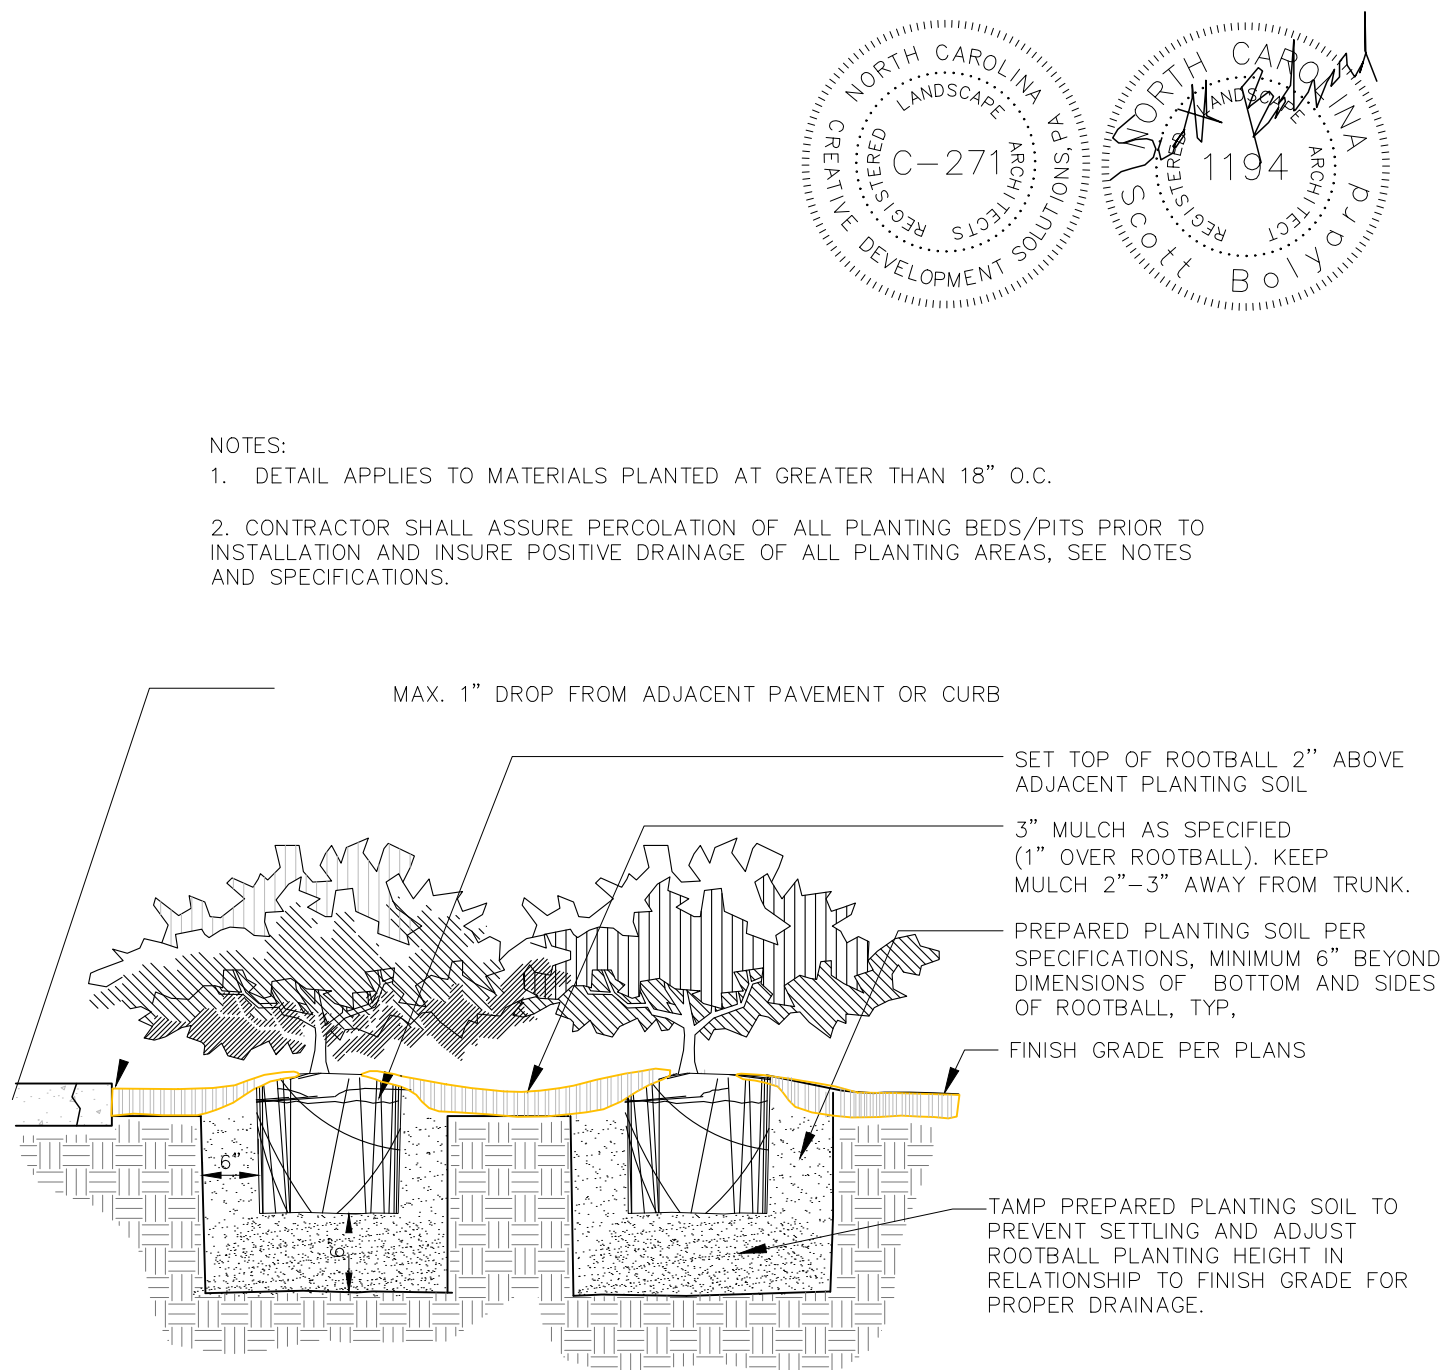 NORTH CAROLINA
CREATIVE DEVELOPMENT SOLUTIONS, PA
REGISTERED LANDSCAPE ARCHITECTS
C-271
NORTH CAROLINA
Scott Bolyard
REGISTERED LANDSCAPE ARCHITECT
1194
Scott Bolyard
NOTES:
1. DETAIL APPLIES TO MATERIALS PLANTED AT GREATER THAN 18" O.C.
2. CONTRACTOR SHALL ASSURE PERCOLATION OF ALL PLANTING BEDS/PITS PRIOR TO
INSTALLATION AND INSURE POSITIVE DRAINAGE OF ALL PLANTING AREAS, SEE NOTES
AND SPECIFICATIONS.
MAX. 1" DROP FROM ADJACENT PAVEMENT OR CURB
SET TOP OF ROOTBALL 2'' ABOVE
ADJACENT PLANTING SOIL
3" MULCH AS SPECIFIED
(1" OVER ROOTBALL). KEEP
MULCH 2"-3" AWAY FROM TRUNK.
PREPARED PLANTING SOIL PER
SPECIFICATIONS, MINIMUM 6" BEYOND
DIMENSIONS OF BOTTOM AND SIDES
OF ROOTBALL, TYP,
FINISH GRADE PER PLANS
6"
6"
TAMP PREPARED PLANTING SOIL TO
PREVENT SETTLING AND ADJUST
ROOTBALL PLANTING HEIGHT IN
RELATIONSHIP TO FINISH GRADE FOR
PROPER DRAINAGE.